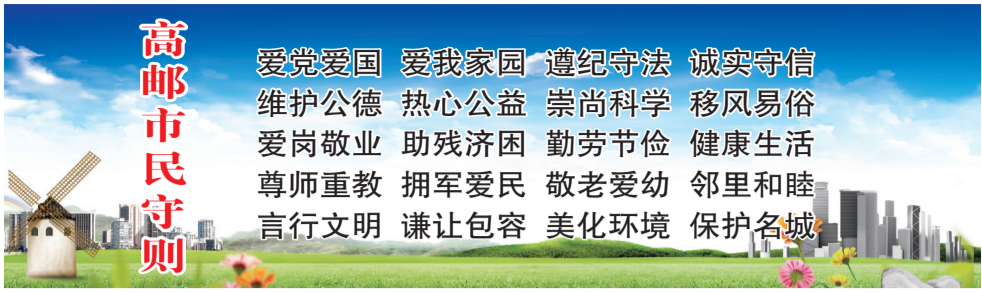 高邮市民守则
爱党爱国 爱我家园 遵纪守法 诚实守信
维护公德 热心公益 崇尚科学 移风易俗
爱岗敬业 助残济困 勤劳节俭 健康生活
尊师重教 拥军爱民 敬老爱幼 邻里和睦
言行文明 谦让包容 美化环境 保护名城